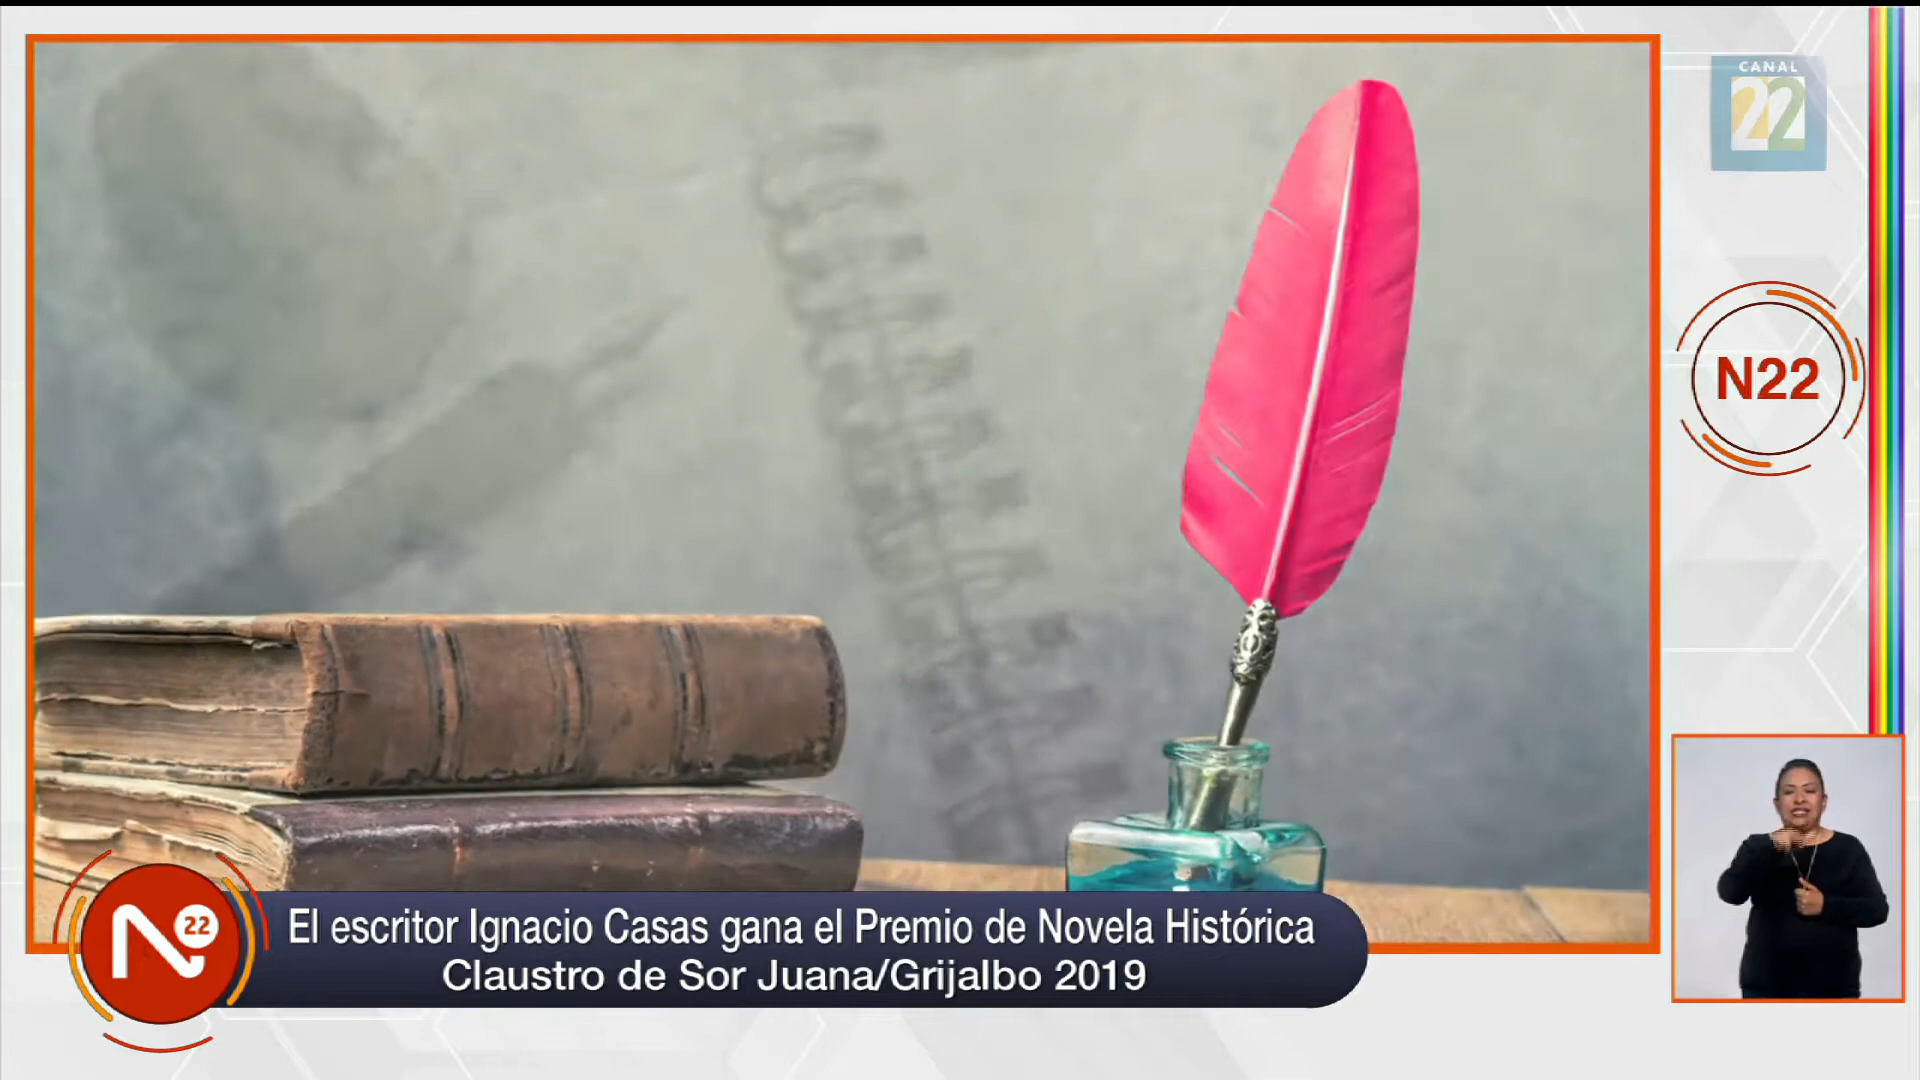 CANAL
22
N22
22
El escritor Ignacio Casas gana el Premio de Novela Histórica
Claustro de Sor Juana/Grijalbo 2019